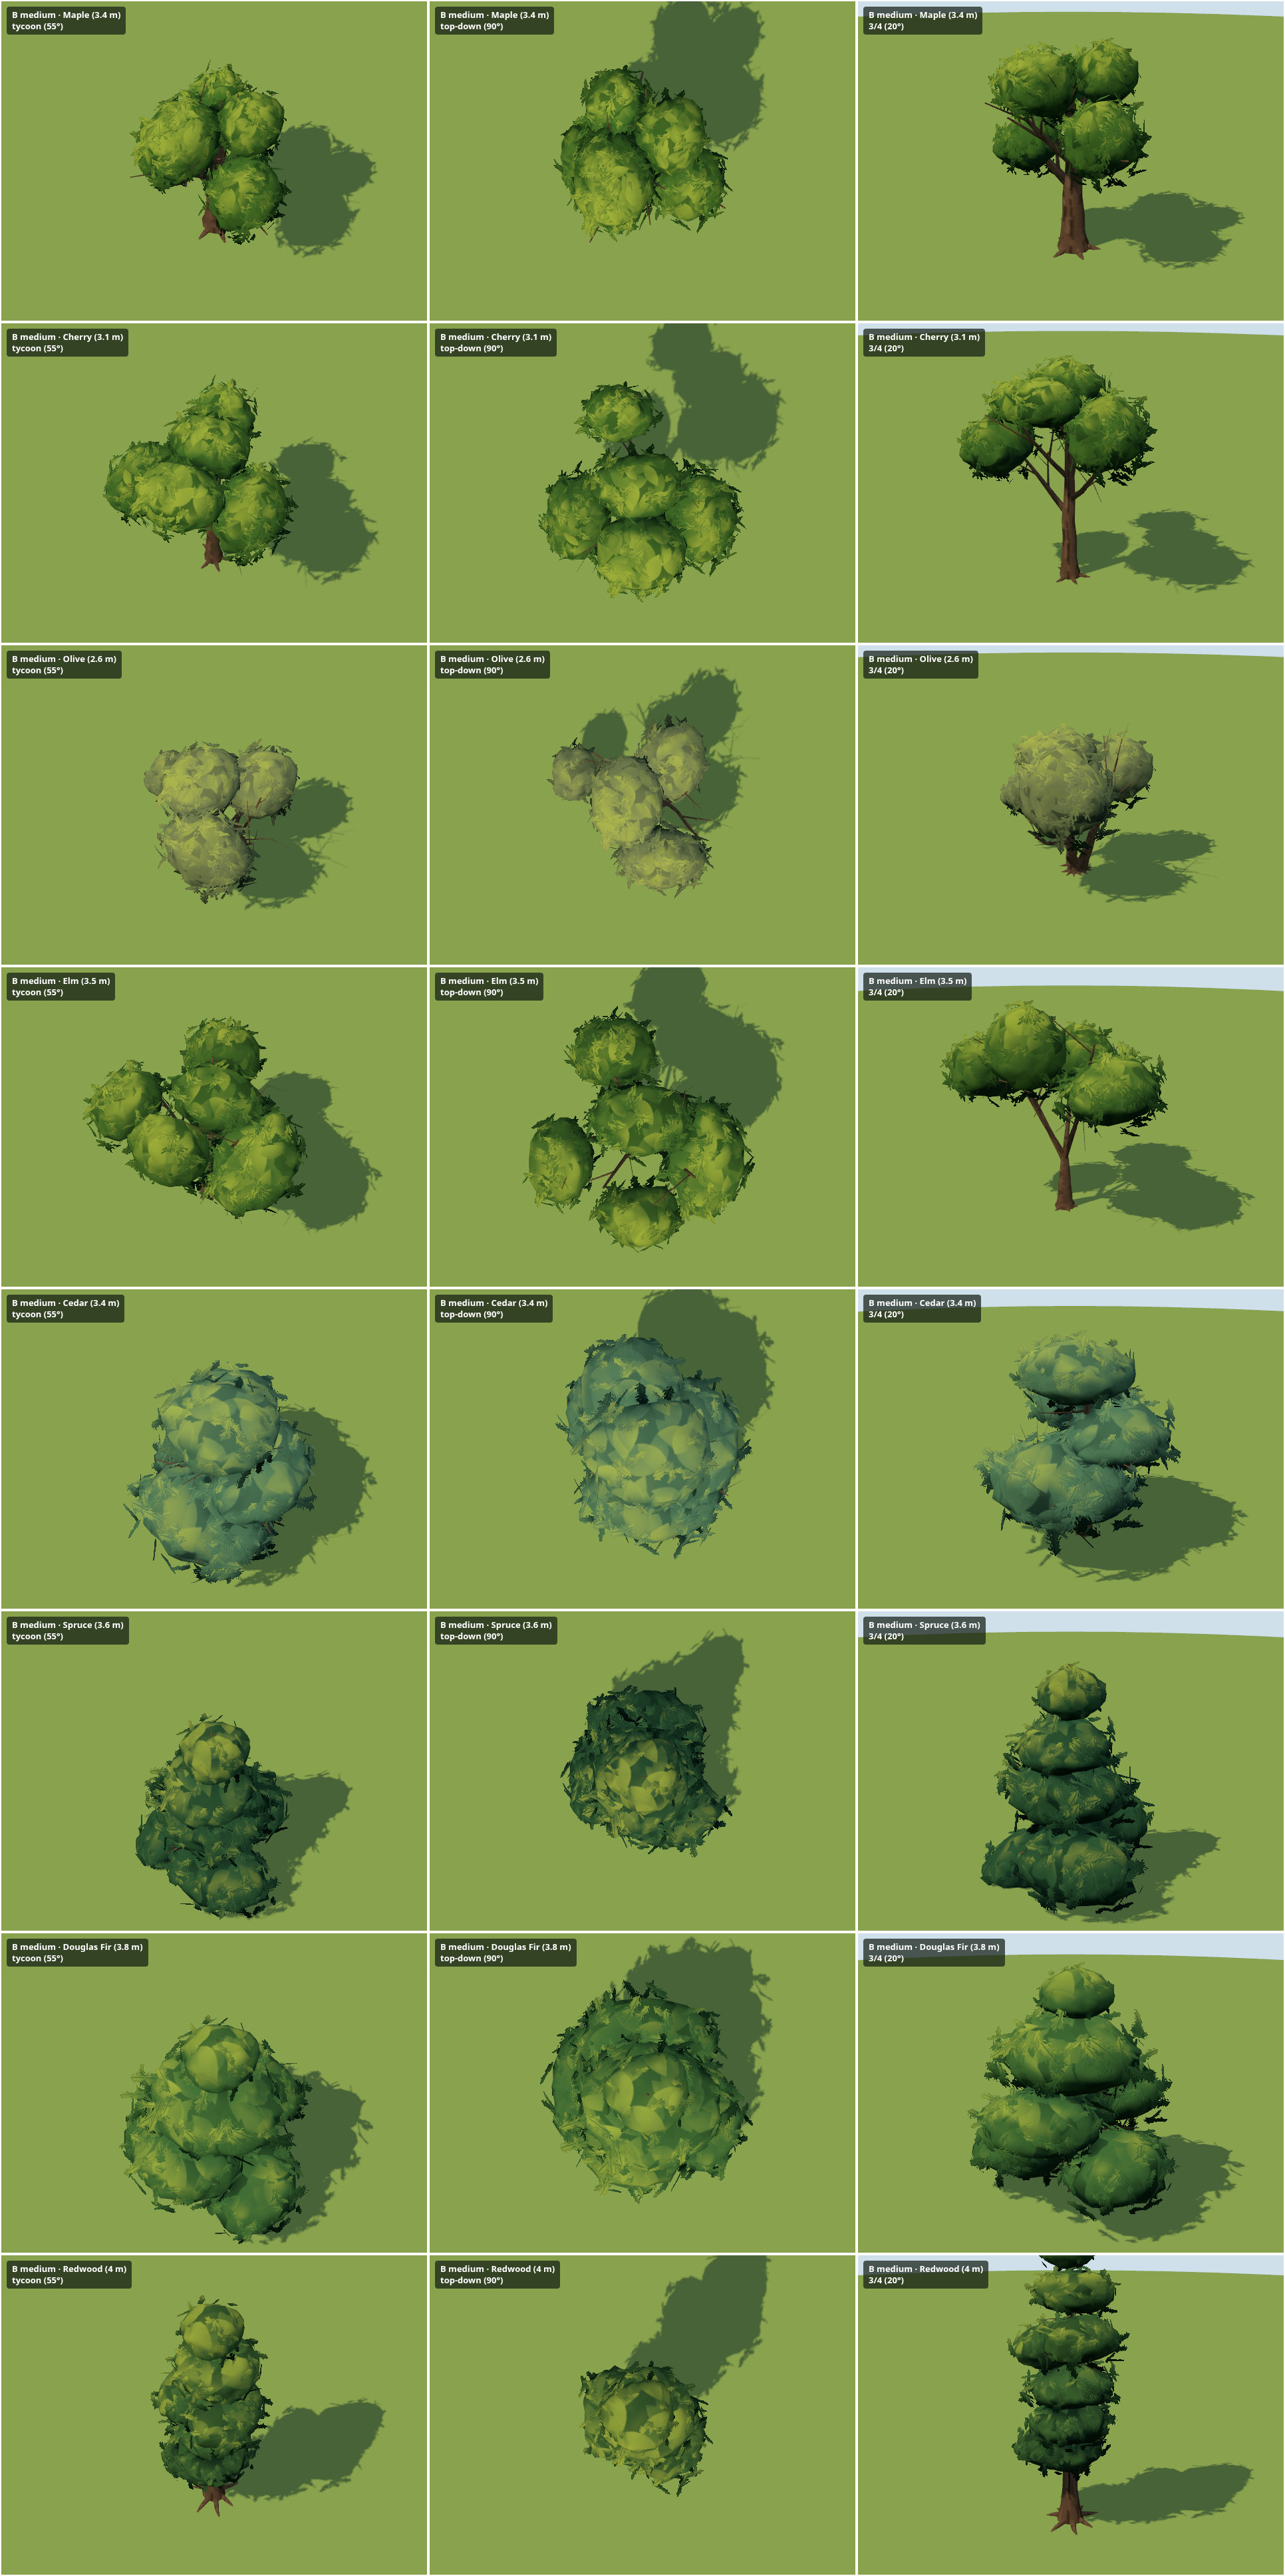 B medium · Maple (3.4 m)
tycoon (55°)
B medium · Maple (3.4 m)
top-down (90°)
B medium · Maple (3.4 m)
3/4 (20°)
B medium · Cherry (3.1 m)
tycoon (55°)
B medium · Cherry (3.1 m)
top-down (90°)
B medium · Cherry (3.1 m)
3/4 (20°)
B medium · Olive (2.6 m)
tycoon (55°)
B medium · Olive (2.6 m)
top-down (90°)
B medium · Olive (2.6 m)
3/4 (20°)
B medium · Elm (3.5 m)
tycoon (55°)
B medium · Elm (3.5 m)
top-down (90°)
B medium · Elm (3.5 m)
3/4 (20°)
B medium · Cedar (3.4 m)
tycoon (55°)
B medium · Cedar (3.4 m)
top-down (90°)
B medium · Cedar (3.4 m)
3/4 (20°)
B medium · Spruce (3.6 m)
tycoon (55°)
B medium · Spruce (3.6 m)
top-down (90°)
B medium · Spruce (3.6 m)
3/4 (20°)
B medium · Douglas Fir (3.8 m)
tycoon (55°)
B medium · Douglas Fir (3.8 m)
top-down (90°)
B medium · Douglas Fir (3.8 m)
3/4 (20°)
B medium · Redwood (4 m)
tycoon (55°)
B medium · Redwood (4 m)
top-down (90°)
B medium · Redwood (4 m)
3/4 (20°)